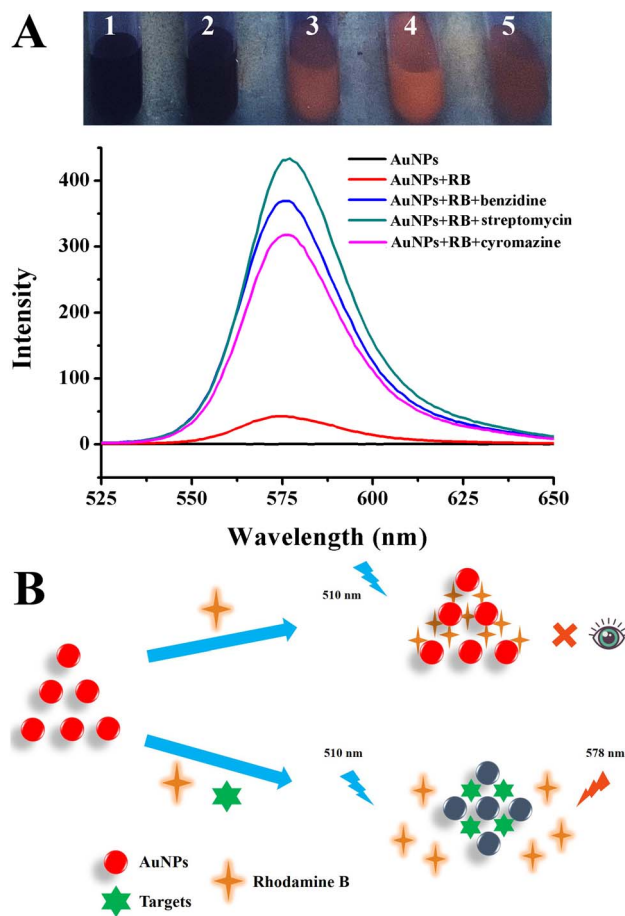 A
1 2 3 4 5
AuNPs
AuNPs+RB
AuNPs+RB+benzidine
AuNPs+RB+streptomycin
AuNPs+RB+cyromazine
Intensity
400
300
200
100
0
525 550 575 600 625 650
Wavelength (nm)
B
510 nm
510 nm
578 nm
AuNPs
Rhodamine B
Targets